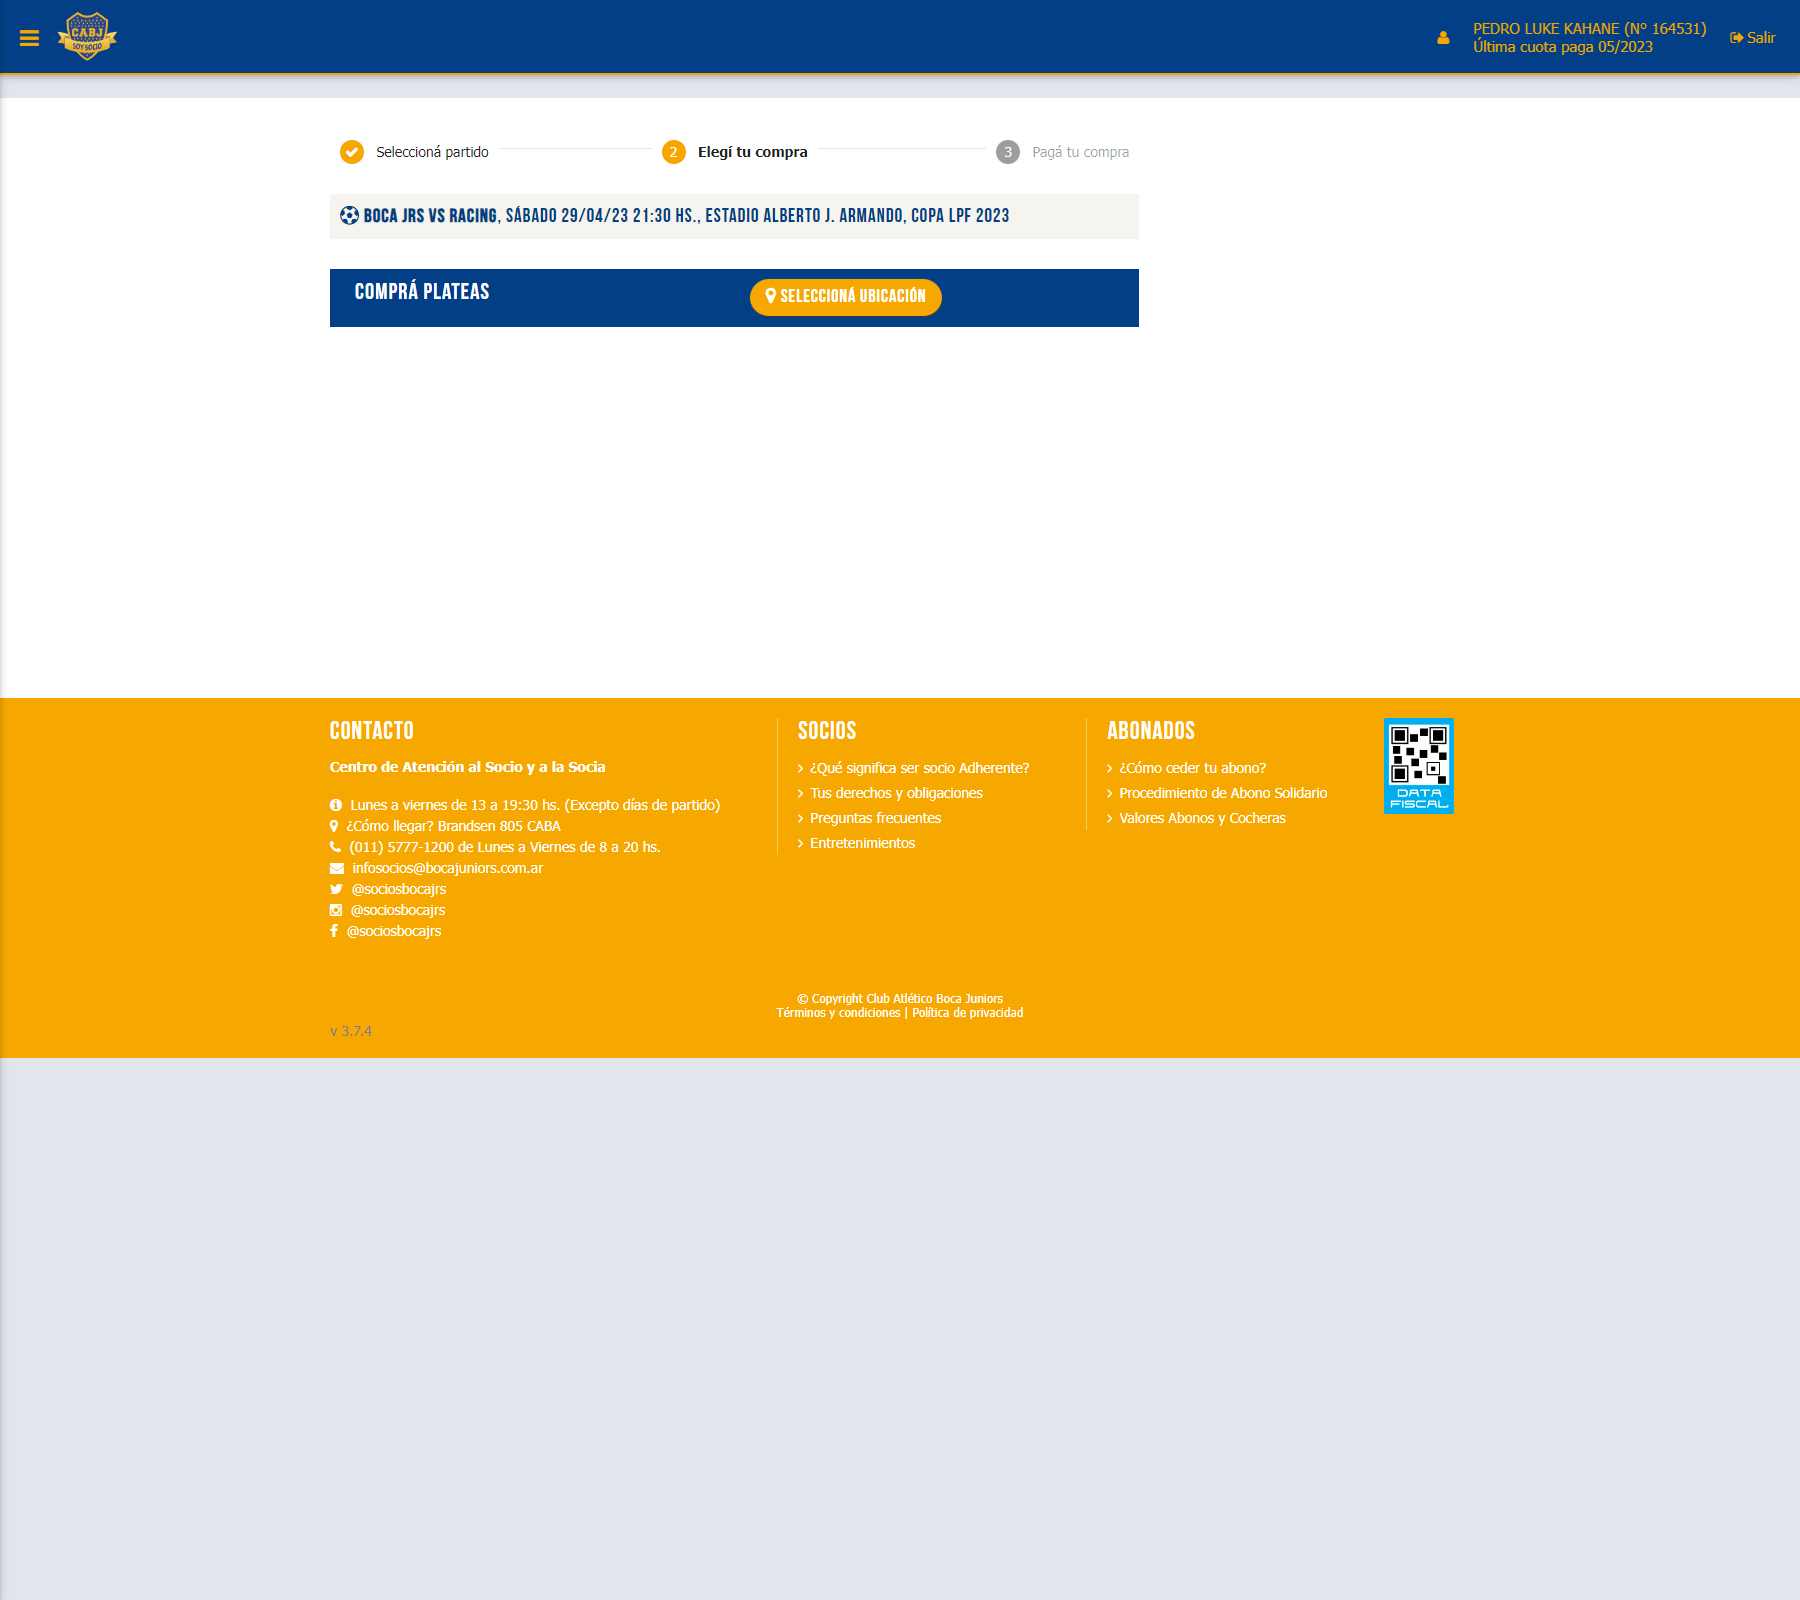 CABJ
SOY SOCIO
PEDRO LUKE KAHANE (Nº 164531)
Última cuota paga 05/2023
Salir
Seleccioná partido
2 Elegí tu compra
3 Pagá tu compra
BOCA JRS VS RACING, SÁBADO 29/04/23 21:30 HS., ESTADIO ALBERTO J. ARMANDO, COPA LPF 2023
COMPRÁ PLATEAS
SELECCIONÁ UBICACIÓN
CONTACTO
Centro de Atención al Socio y a la Socia
Lunes a viernes de 13 a 19:30 hs. (Excepto días de partido)
¿Cómo llegar? Brandsen 805 CABA
(011) 5777-1200 de Lunes a Viernes de 8 a 20 hs.
infosocios@bocajuniors.com.ar
@sociosbocajrs
@sociosbocajrs
@sociosbocajrs
SOCIOS
¿Qué significa ser socio Adherente?
Tus derechos y obligaciones
Preguntas frecuentes
Entretenimientos
ABONADOS
¿Cómo ceder tu abono?
Procedimiento de Abono Solidario
Valores Abonos y Cocheras
DATA
FISCAL
© Copyright Club Atlético Boca Juniors
Términos y condiciones | Política de privacidad
v 3.7.4